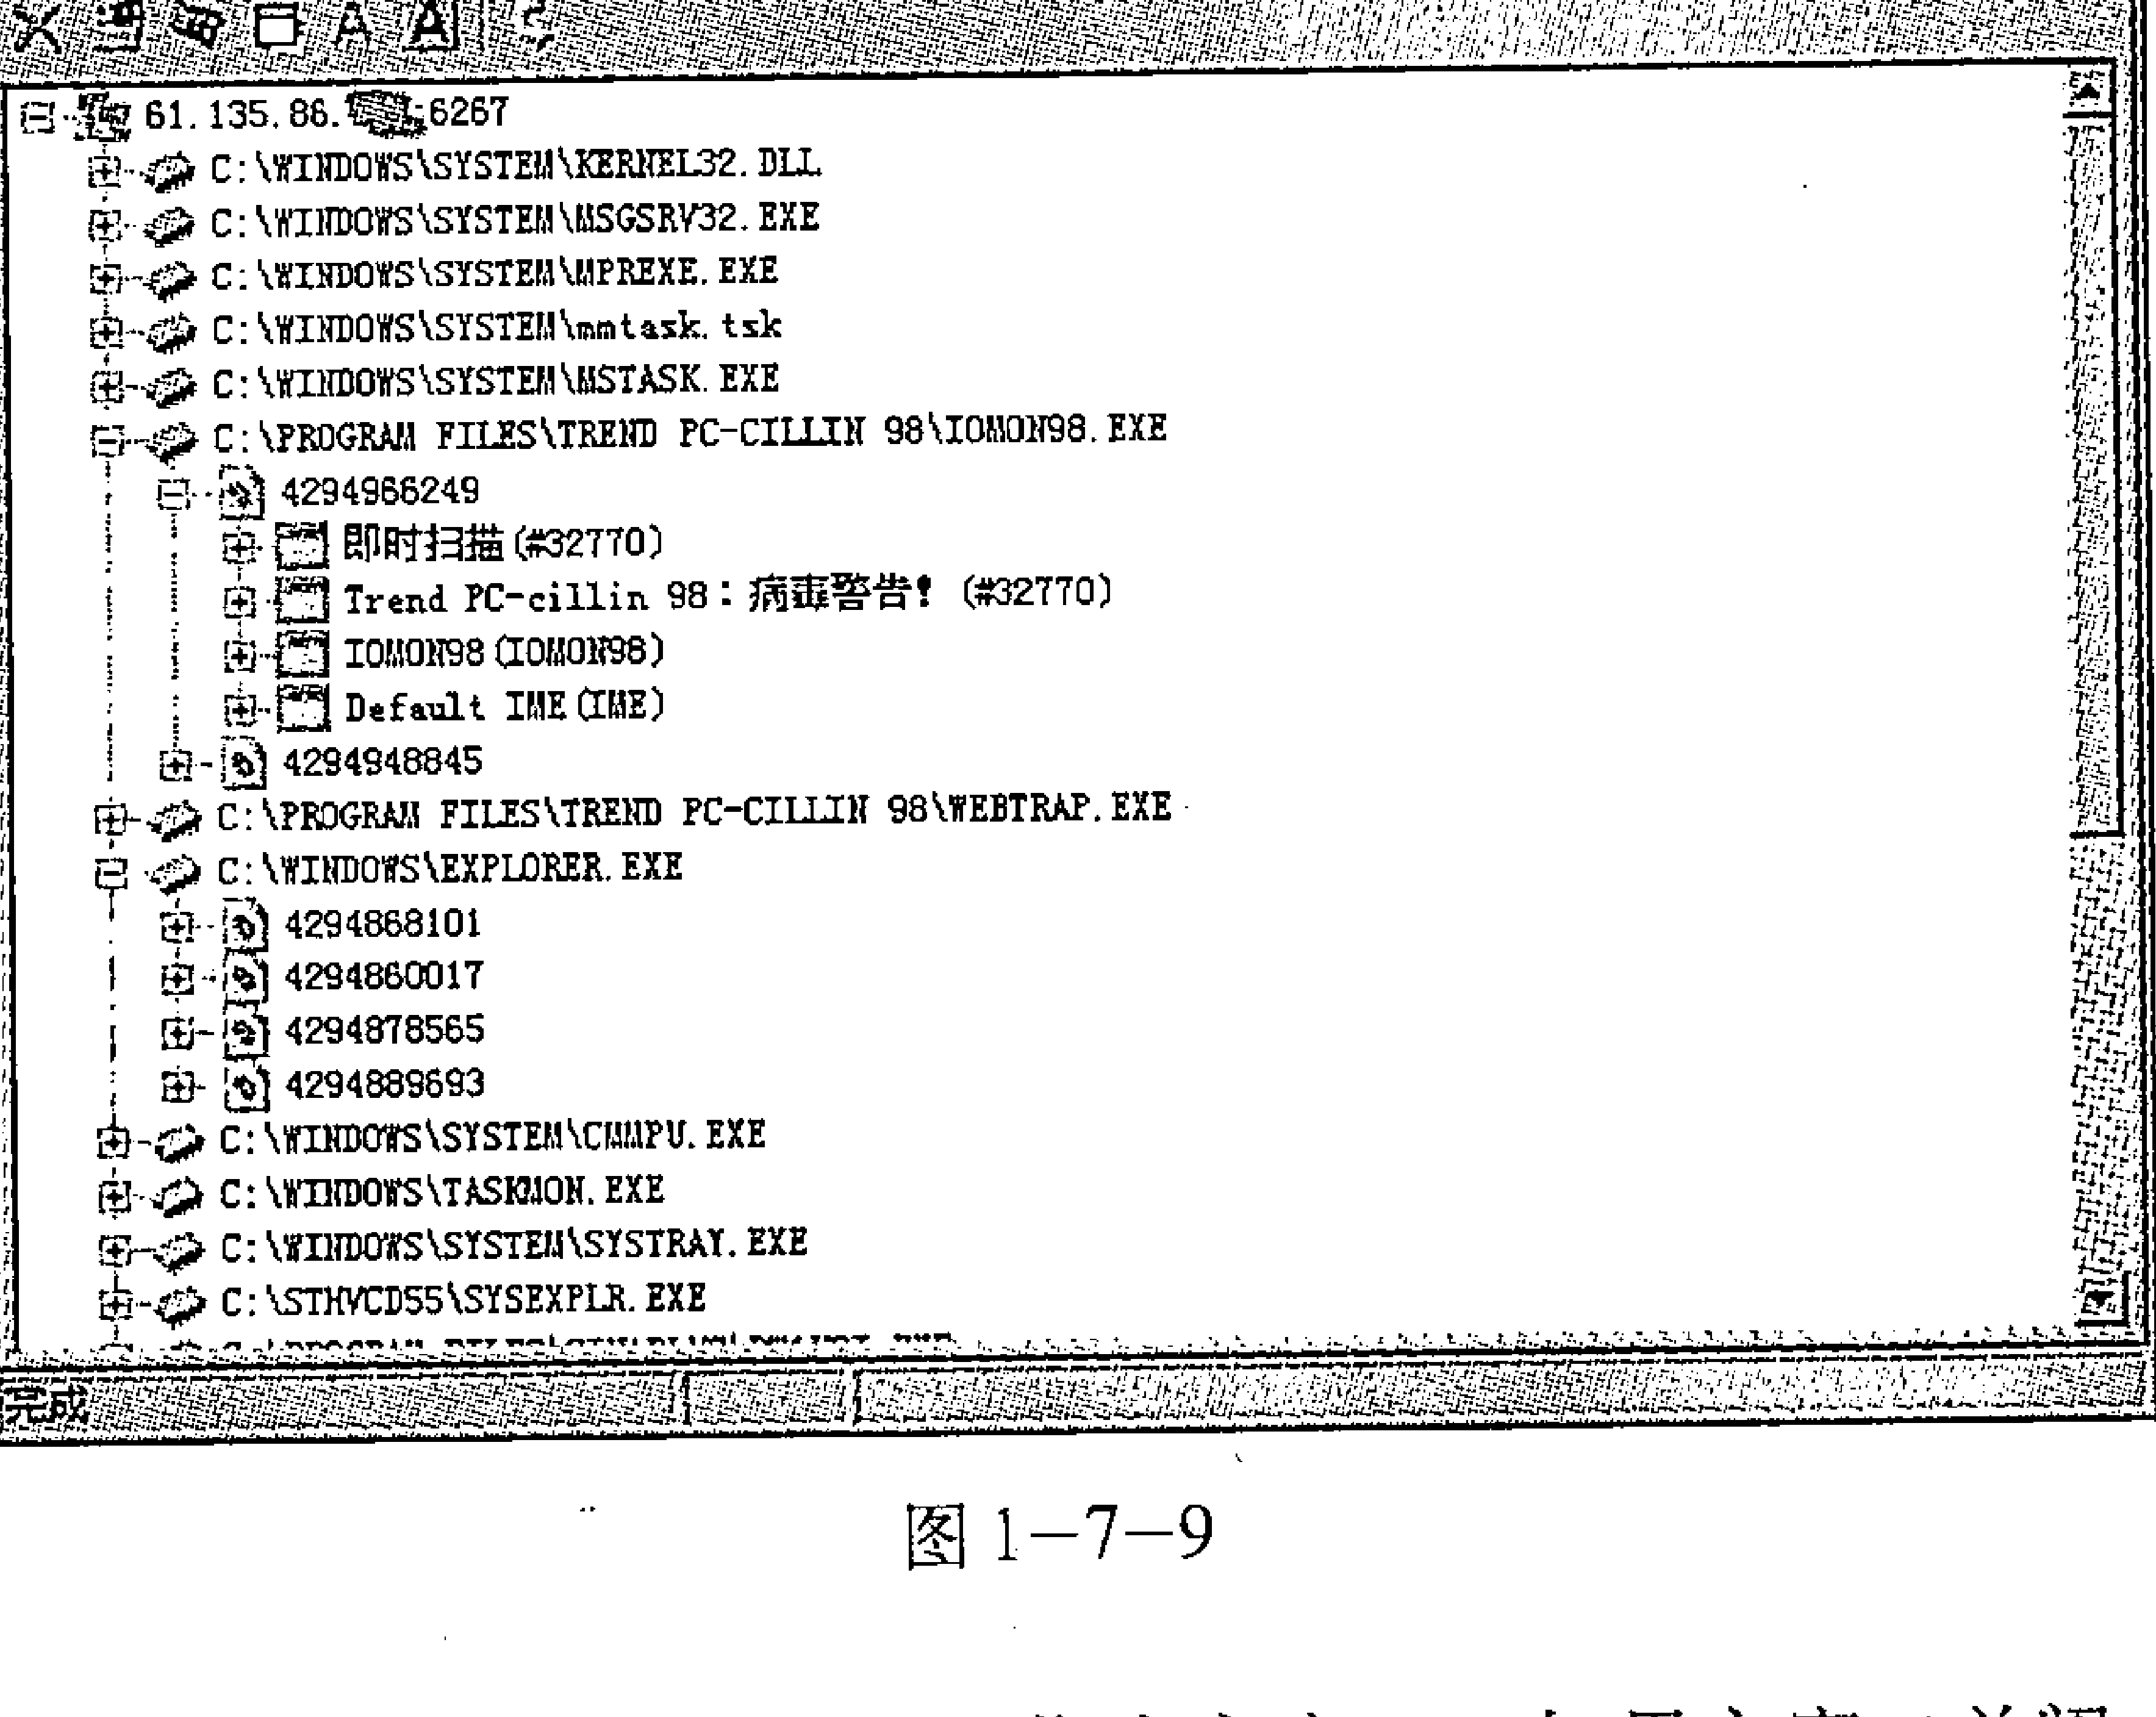 61.135.86. :6267
C:\WINDOWS\SYSTEM\KERNEL32.DLL
C:\WINDOWS\SYSTEM\MSGSRV32.EXE
C:\WINDOWS\SYSTEM\MPREXE.EXE
C:\WINDOWS\SYSTEM\mmtask.tsk
C:\WINDOWS\SYSTEM\MSTASK.EXE
C:\PROGRAM FILES\TREND PC-CILLIN 98\IOMON98.EXE
4294966249
即时扫描(#32770)
Trend PC-cillin 98：病毒警告! (#32770)
IOMON98(IOMON98)
Default IME(IME)
4294948845
C:\PROGRAM FILES\TREND PC-CILLIN 98\WEBTRAP.EXE
C:\WINDOWS\EXPLORER.EXE
4294868101
4294860017
4294878565
4294889693
C:\WINDOWS\SYSTEM\CMMPU.EXE
C:\WINDOWS\TASKMON.EXE
C:\WINDOWS\SYSTEM\SYSTRAY.EXE
C:\STHVCD55\SYSEXPLR.EXE
完成
图 1-7-9